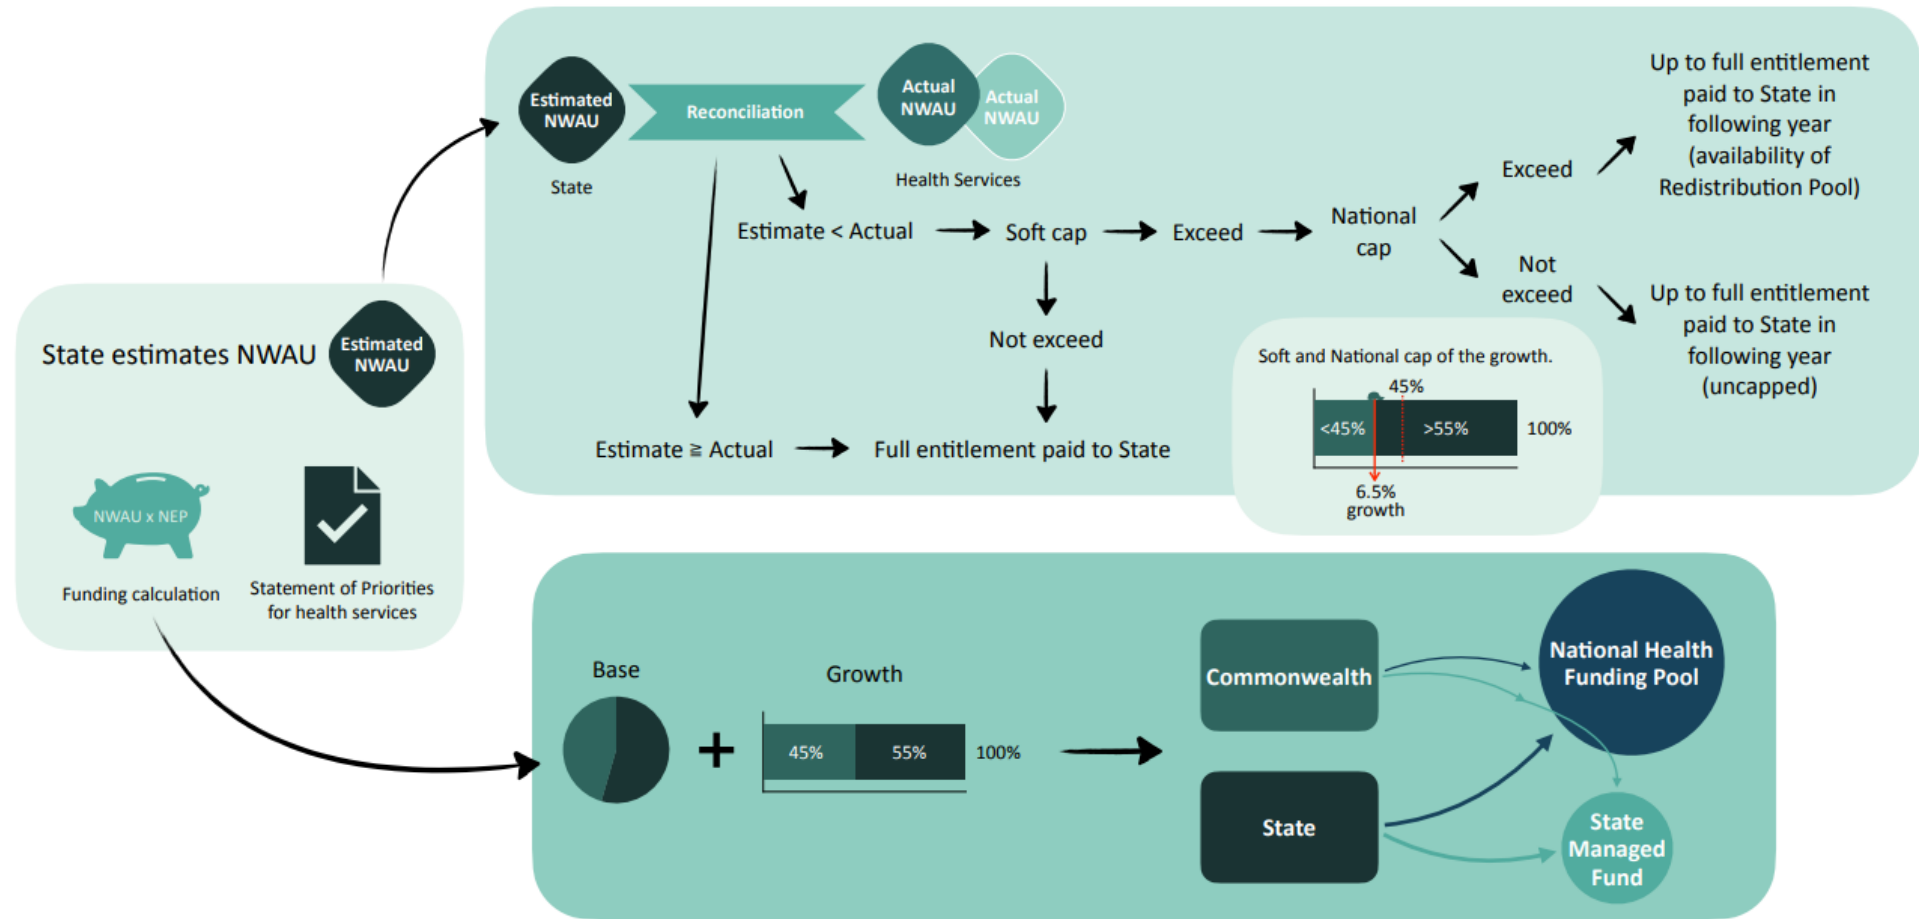 State estimates NWAU
Estimated
NWAU
NWAU x NEP
Funding calculation
Statement of Priorities
for health services
Estimated
NWAU
State
Reconciliation
Actual
NWAU
Actual
NWAU
Health Services
Estimate < Actual
Soft cap
Exceed
National
cap
Exceed
Up to full entitlement
paid to State in
following year
(availability of
Redistribution Pool)
Not
exceed
Up to full entitlement
paid to State in
following year
(uncapped)
Not exceed
Estimate ≧ Actual
Full entitlement paid to State
Soft and National cap of the growth.
45%
<45%
>55%
100%
6.5%
growth
Base
Growth
45%
55%
100%
Commonwealth
State
National Health
Funding Pool
State
Managed
Fund